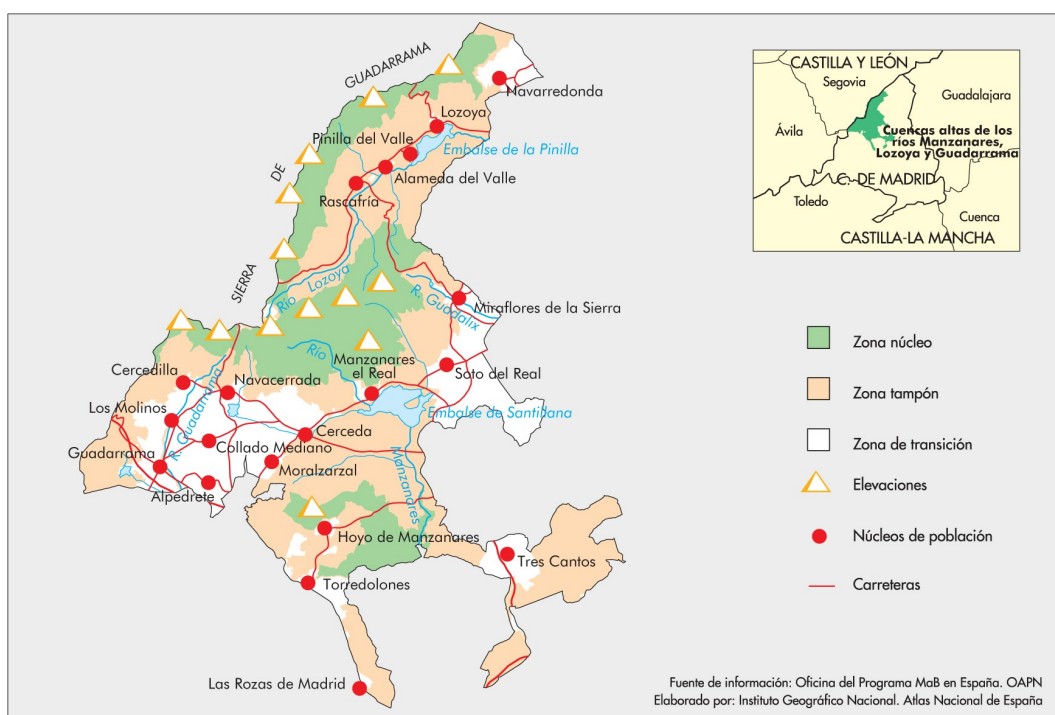 SIERRA DE GUADARRAMA
Navarredonda
Lozoya
Pinilla del Valle
Embalse de la Pinilla
Alameda del Valle
Rascafría
Río Lozoya
R. Guadalix
Miraflores de la Sierra
Río
Manzanares
el Real
Soto del Real
Cercedilla
Navacerrada
Los Molinos
R. Guadarrama
Embalse de Santillana
Cerceda
Collado Mediano
Guadarrama
Moralzarzal
Alpedrete
Manzanares
Hoyo de Manzanares
Tres Cantos
Torredolones
Las Rozas de Madrid
CASTILLA Y LEÓN
Segovia
Guadalajara
Ávila
Cuencas altas de los
ríos Manzanares,
Lozoya y Guadarrama
C. DE MADRID
Toledo
Cuenca
CASTILLA-LA MANCHA
Zona núcleo
Zona tampón
Zona de transición
Elevaciones
Núcleos de población
Carreteras
Fuente de información: Oficina del Programa MaB en España. OAPN
Elaborado por: Instituto Geográfico Nacional. Atlas Nacional de España